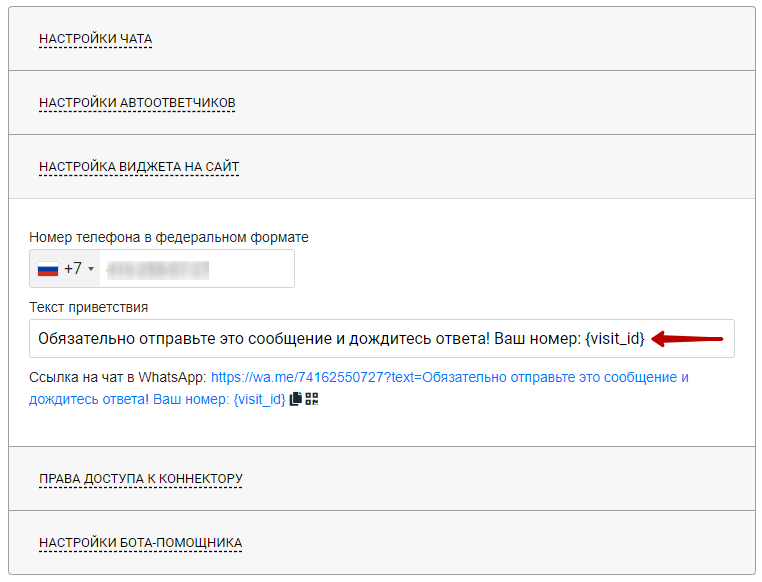 НАСТРОЙКИ ЧАТА
НАСТРОЙКИ АВТООТВЕТЧИКОВ
НАСТРОЙКА ВИДЖЕТА НА САЙТ
Номер телефона в федеральном формате
+7
Текст приветствия
Обязательно отправьте это сообщение и дождитесь ответа! Ваш номер: {visit_id}
Ссылка на чат в WhatsApp: https://wa.me/74162550727?text=Обязательно отправьте это сообщение и
дождитесь ответа! Ваш номер: {visit_id}
ПРАВА ДОСТУПА К КОННЕКТОРУ
НАСТРОЙКИ БОТА-ПОМОЩНИКА